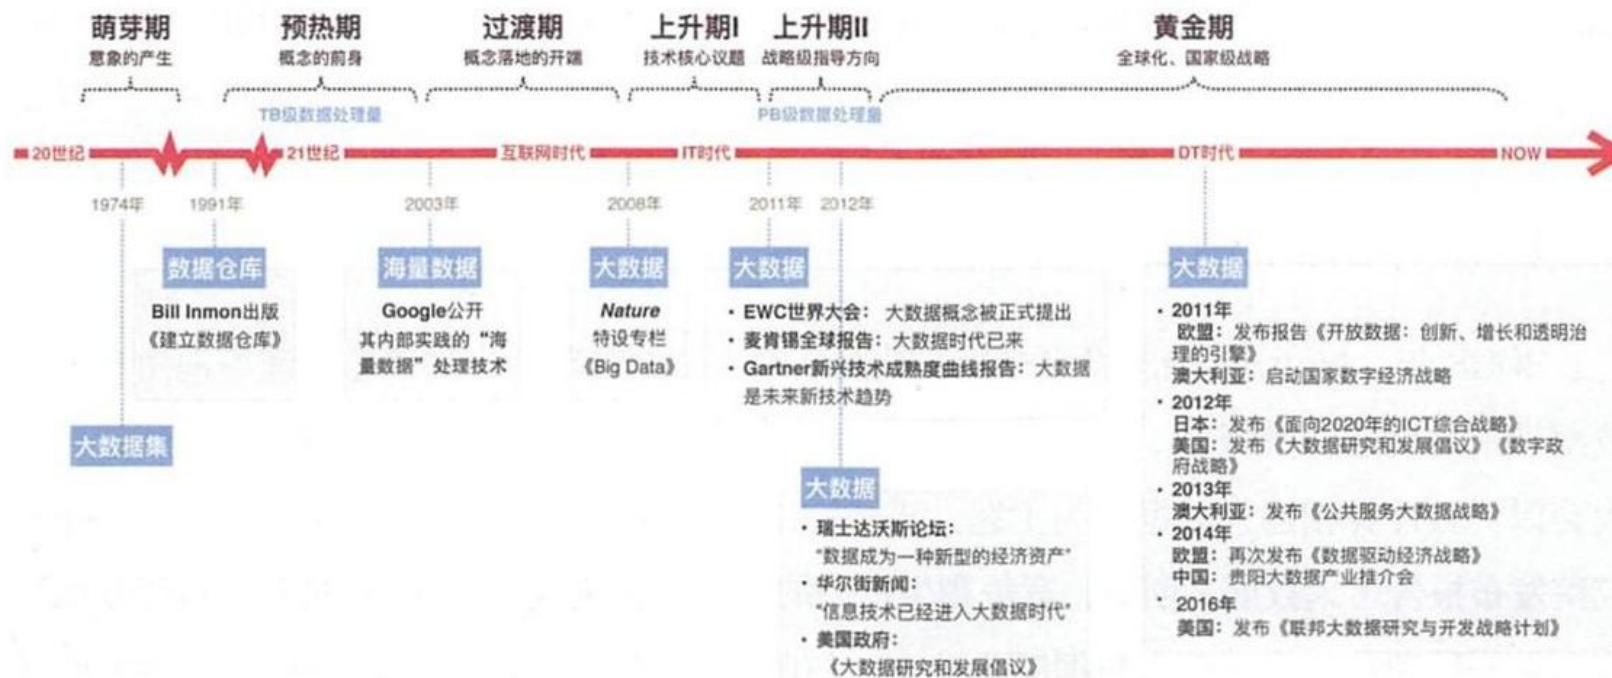 萌芽期
意象的产生
预热期
概念的前身
过渡期
概念落地的开端
上升期I
技术核心议题
上升期II
战略级指导方向
黄金期
全球化、国家级战略
TB级数据处理量
PB级数据处理量
20世纪
21世纪
互联网时代
IT时代
DT时代
NOW
1974年
1991年
2003年
2008年
2011年
2012年
大数据集
数据仓库
Bill Inmon出版
《建立数据仓库》
海量数据
Google公开
其内部实践的“海
量数据”处理技术
大数据
Nature
特设专栏
《Big Data》
大数据
• EWC世界大会：大数据概念被正式提出
• 麦肯锡全球报告：大数据时代已来
• Gartner新兴技术成熟度曲线报告：大数据
是未来新技术趋势
大数据
• 瑞士达沃斯论坛：
“数据成为一种新型的经济资产”
• 华尔街新闻：
“信息技术已经进入大数据时代”
• 美国政府：
《大数据研究和发展倡议》
大数据
• 2011年
欧盟：发布报告《开放数据：创新、增长和透明治
理的引擎》
澳大利亚：启动国家数字经济战略
• 2012年
日本：发布《面向2020年的ICT综合战略》
美国：发布《大数据研究和发展倡议》《数字政
府战略》
• 2013年
澳大利亚：发布《公共服务大数据战略》
• 2014年
欧盟：再次发布《数据驱动经济战略》
中国：贵阳大数据产业推介会
• 2016年
美国：发布《联邦大数据研究与开发战略计划》